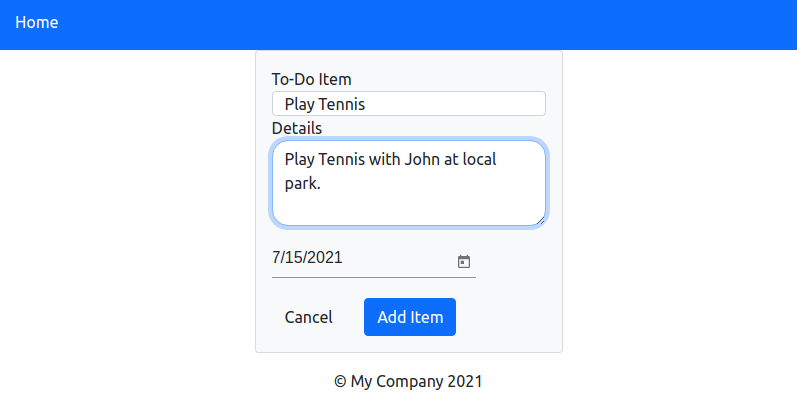 Home
To-Do Item
Play Tennis
Details
Play Tennis with John at local
park.
7/15/2021
Cancel
Add Item
© My Company 2021